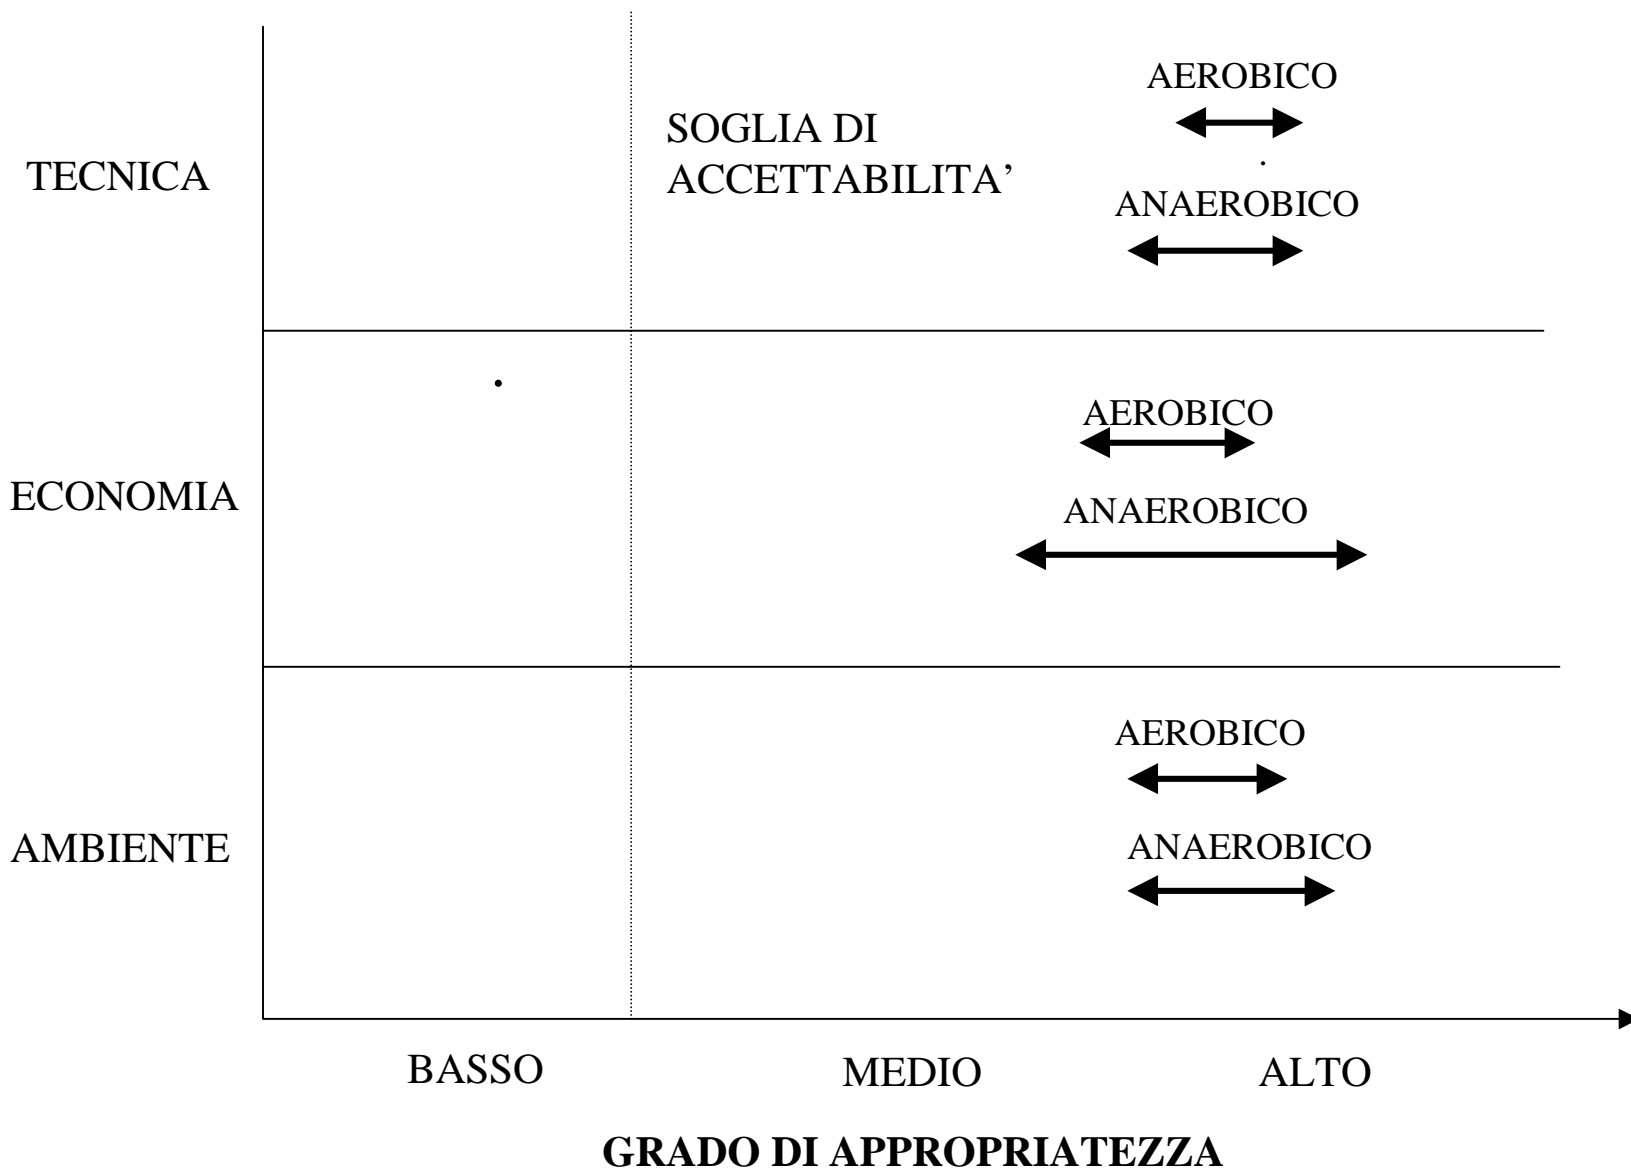 AEROBICO
SOGLIA DI
ACCETTABILITA’
TECNICA
ANAEROBICO
AEROBICO
ECONOMIA
ANAEROBICO
AEROBICO
AMBIENTE
ANAEROBICO
BASSO
MEDIO
ALTO
GRADO DI APPROPRIATEZZA